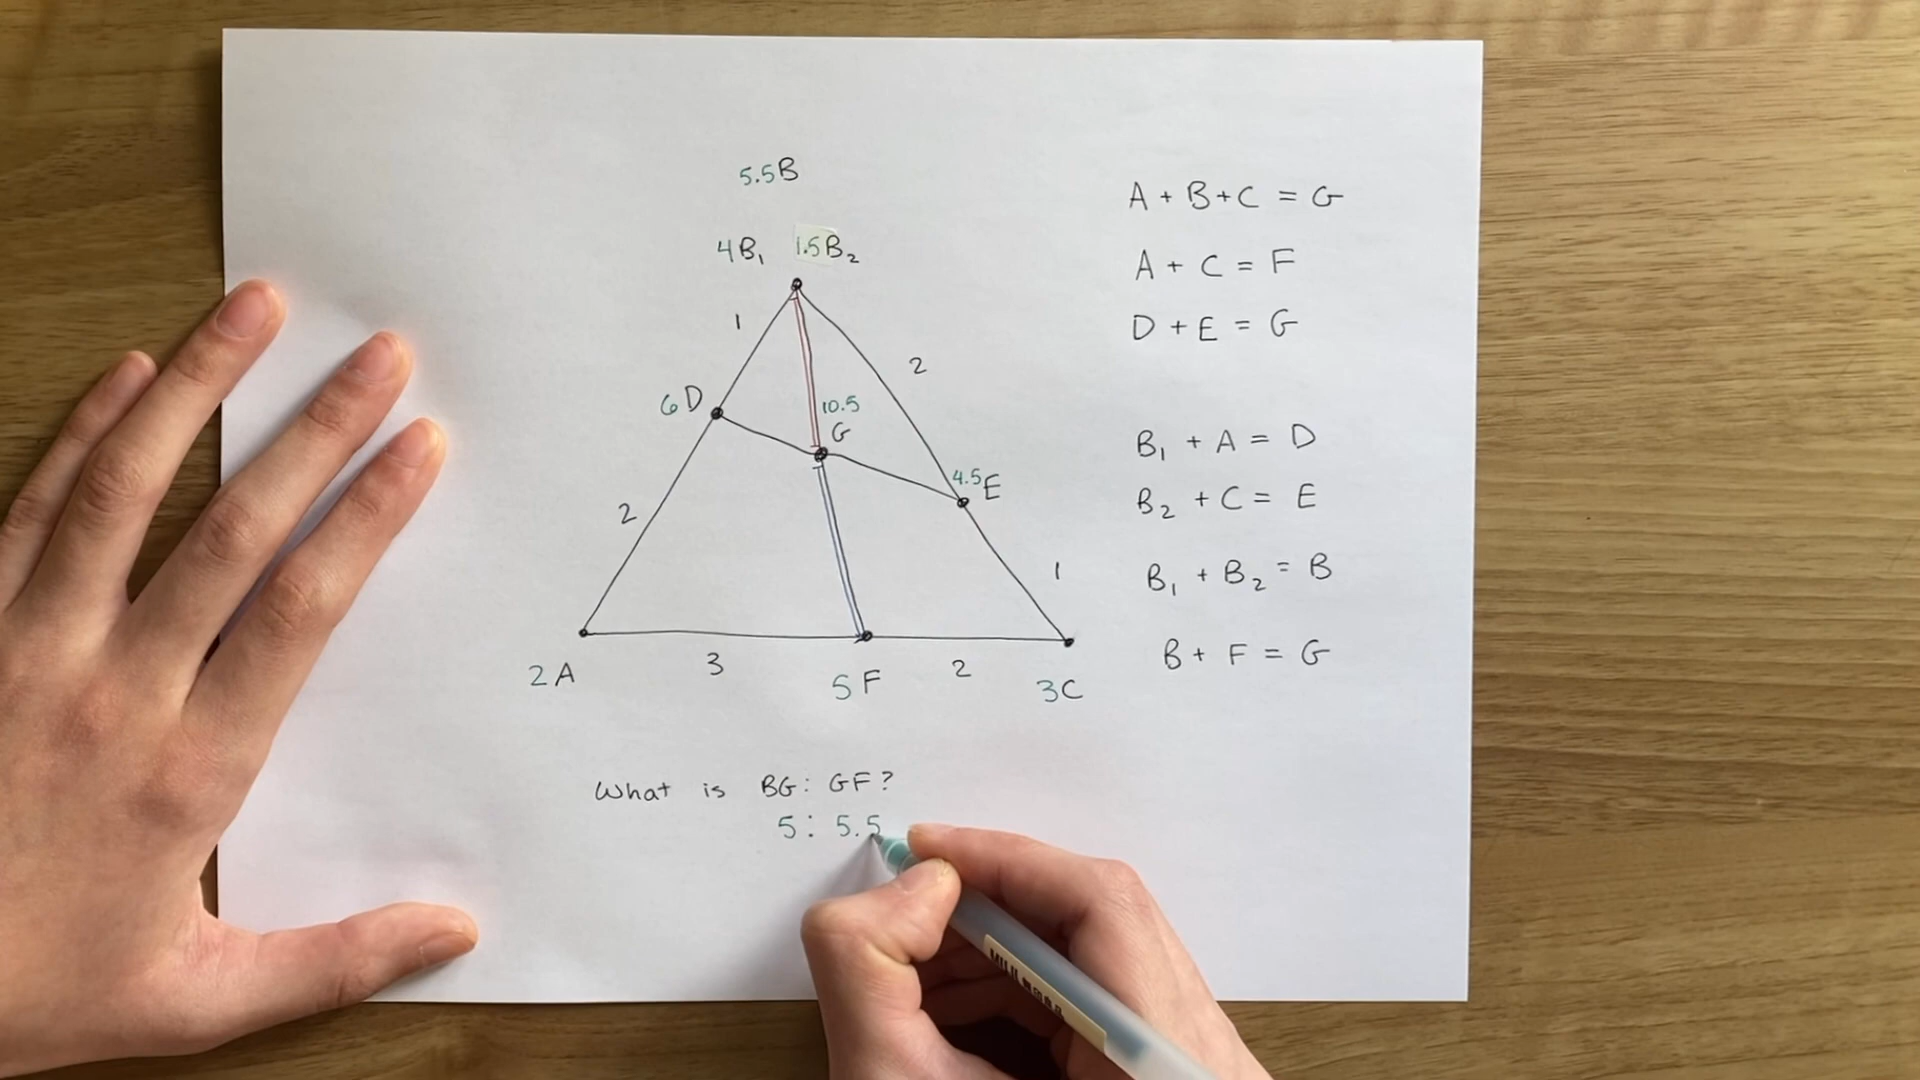 5.5B
4B₁ 1.5B₂
1
2
6D
10.5
G
4.5E
2
1
2A
3
5F
2
3C
A + B + C = G
A + C = F
D + E = G
B₁ + A = D
B₂ + C = E
B₁ + B₂ = B
B + F = G
What is BG: GF?
5: 5.5